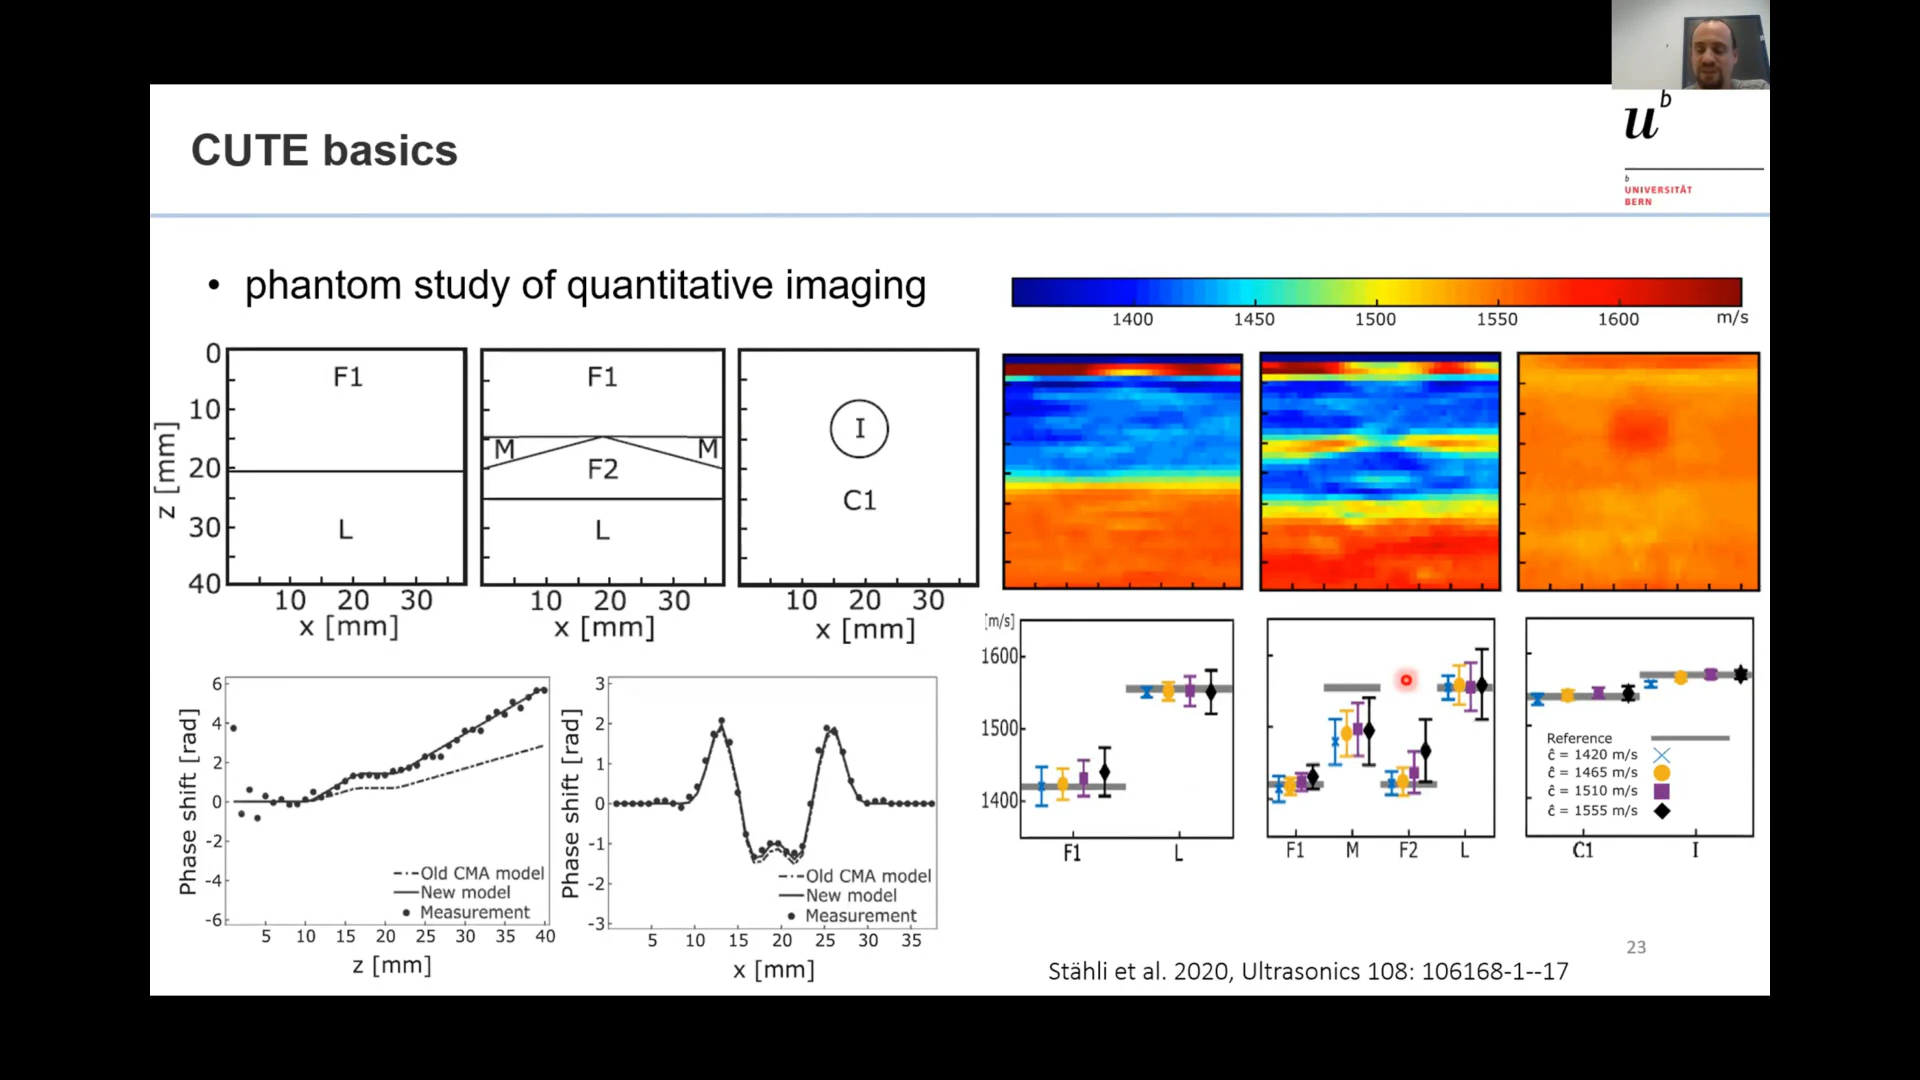 CUTE basics
u^b
b
UNIVERSITÄT
BERN
• phantom study of quantitative imaging
1400 1450 1500 1550 1600 m/s
0
10
20
30
40
z [mm]
F1
L
10 20 30
x [mm]
F1
M M
F2
L
10 20 30
x [mm]
I
C1
10 20 30
x [mm]
6
4
2
0
-2
-4
-6
Phase shift [rad]
Old CMA model
New model
Measurement
5 10 15 20 25 30 35 40
z [mm]
3
2
1
0
-1
-2
-3
Phase shift [rad]
Old CMA model
New model
Measurement
5 10 15 20 25 30 35
x [mm]
[m/s]
1600
1500
1400
F1 L
F1 M F2 L
Reference
ĉ = 1420 m/s
ĉ = 1465 m/s
ĉ = 1510 m/s
ĉ = 1555 m/s
C1 I
23
Stähli et al. 2020, Ultrasonics 108: 106168-1--17